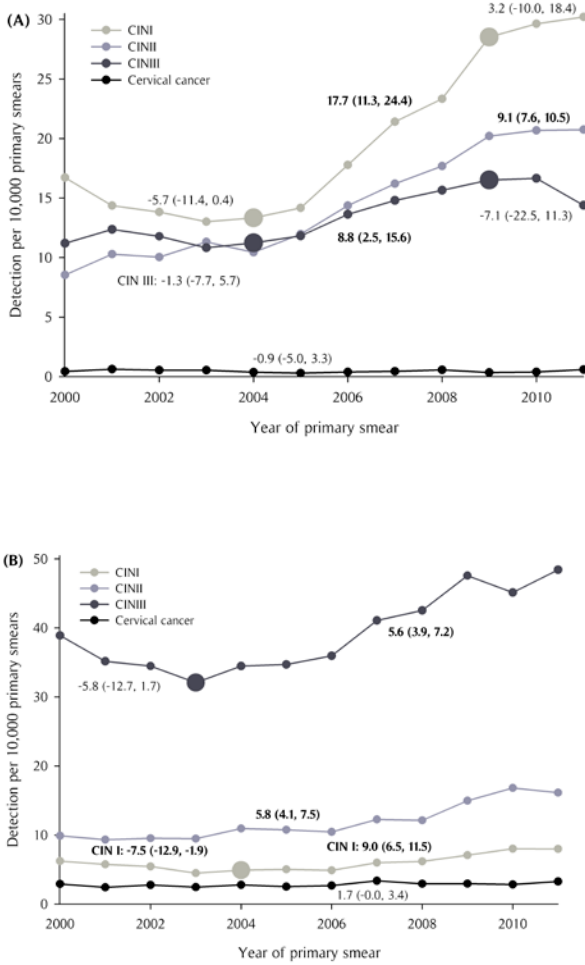 (A)
CINI
CINII
CINIII
Cervical cancer
3.2 (-10.0, 18.4)
17.7 (11.3, 24.4)
9.1 (7.6, 10.5)
-5.7 (-11.4, 0.4)
-7.1 (-22.5, 11.3)
8.8 (2.5, 15.6)
CIN III: -1.3 (-7.7, 5.7)
-0.9 (-5.0, 3.3)
Detection per 10,000 primary smears
30
25
20
15
10
5
0
2000 2002 2004 2006 2008 2010
Year of primary smear
(B)
CINI
CINII
CINIII
Cervical cancer
5.6 (3.9, 7.2)
-5.8 (-12.7, 1.7)
5.8 (4.1, 7.5)
CIN I: -7.5 (-12.9, -1.9)
CIN I: 9.0 (6.5, 11.5)
1.7 (-0.0, 3.4)
Detection per 10,000 primary smears
50
40
30
20
10
0
2000 2002 2004 2006 2008 2010
Year of primary smear